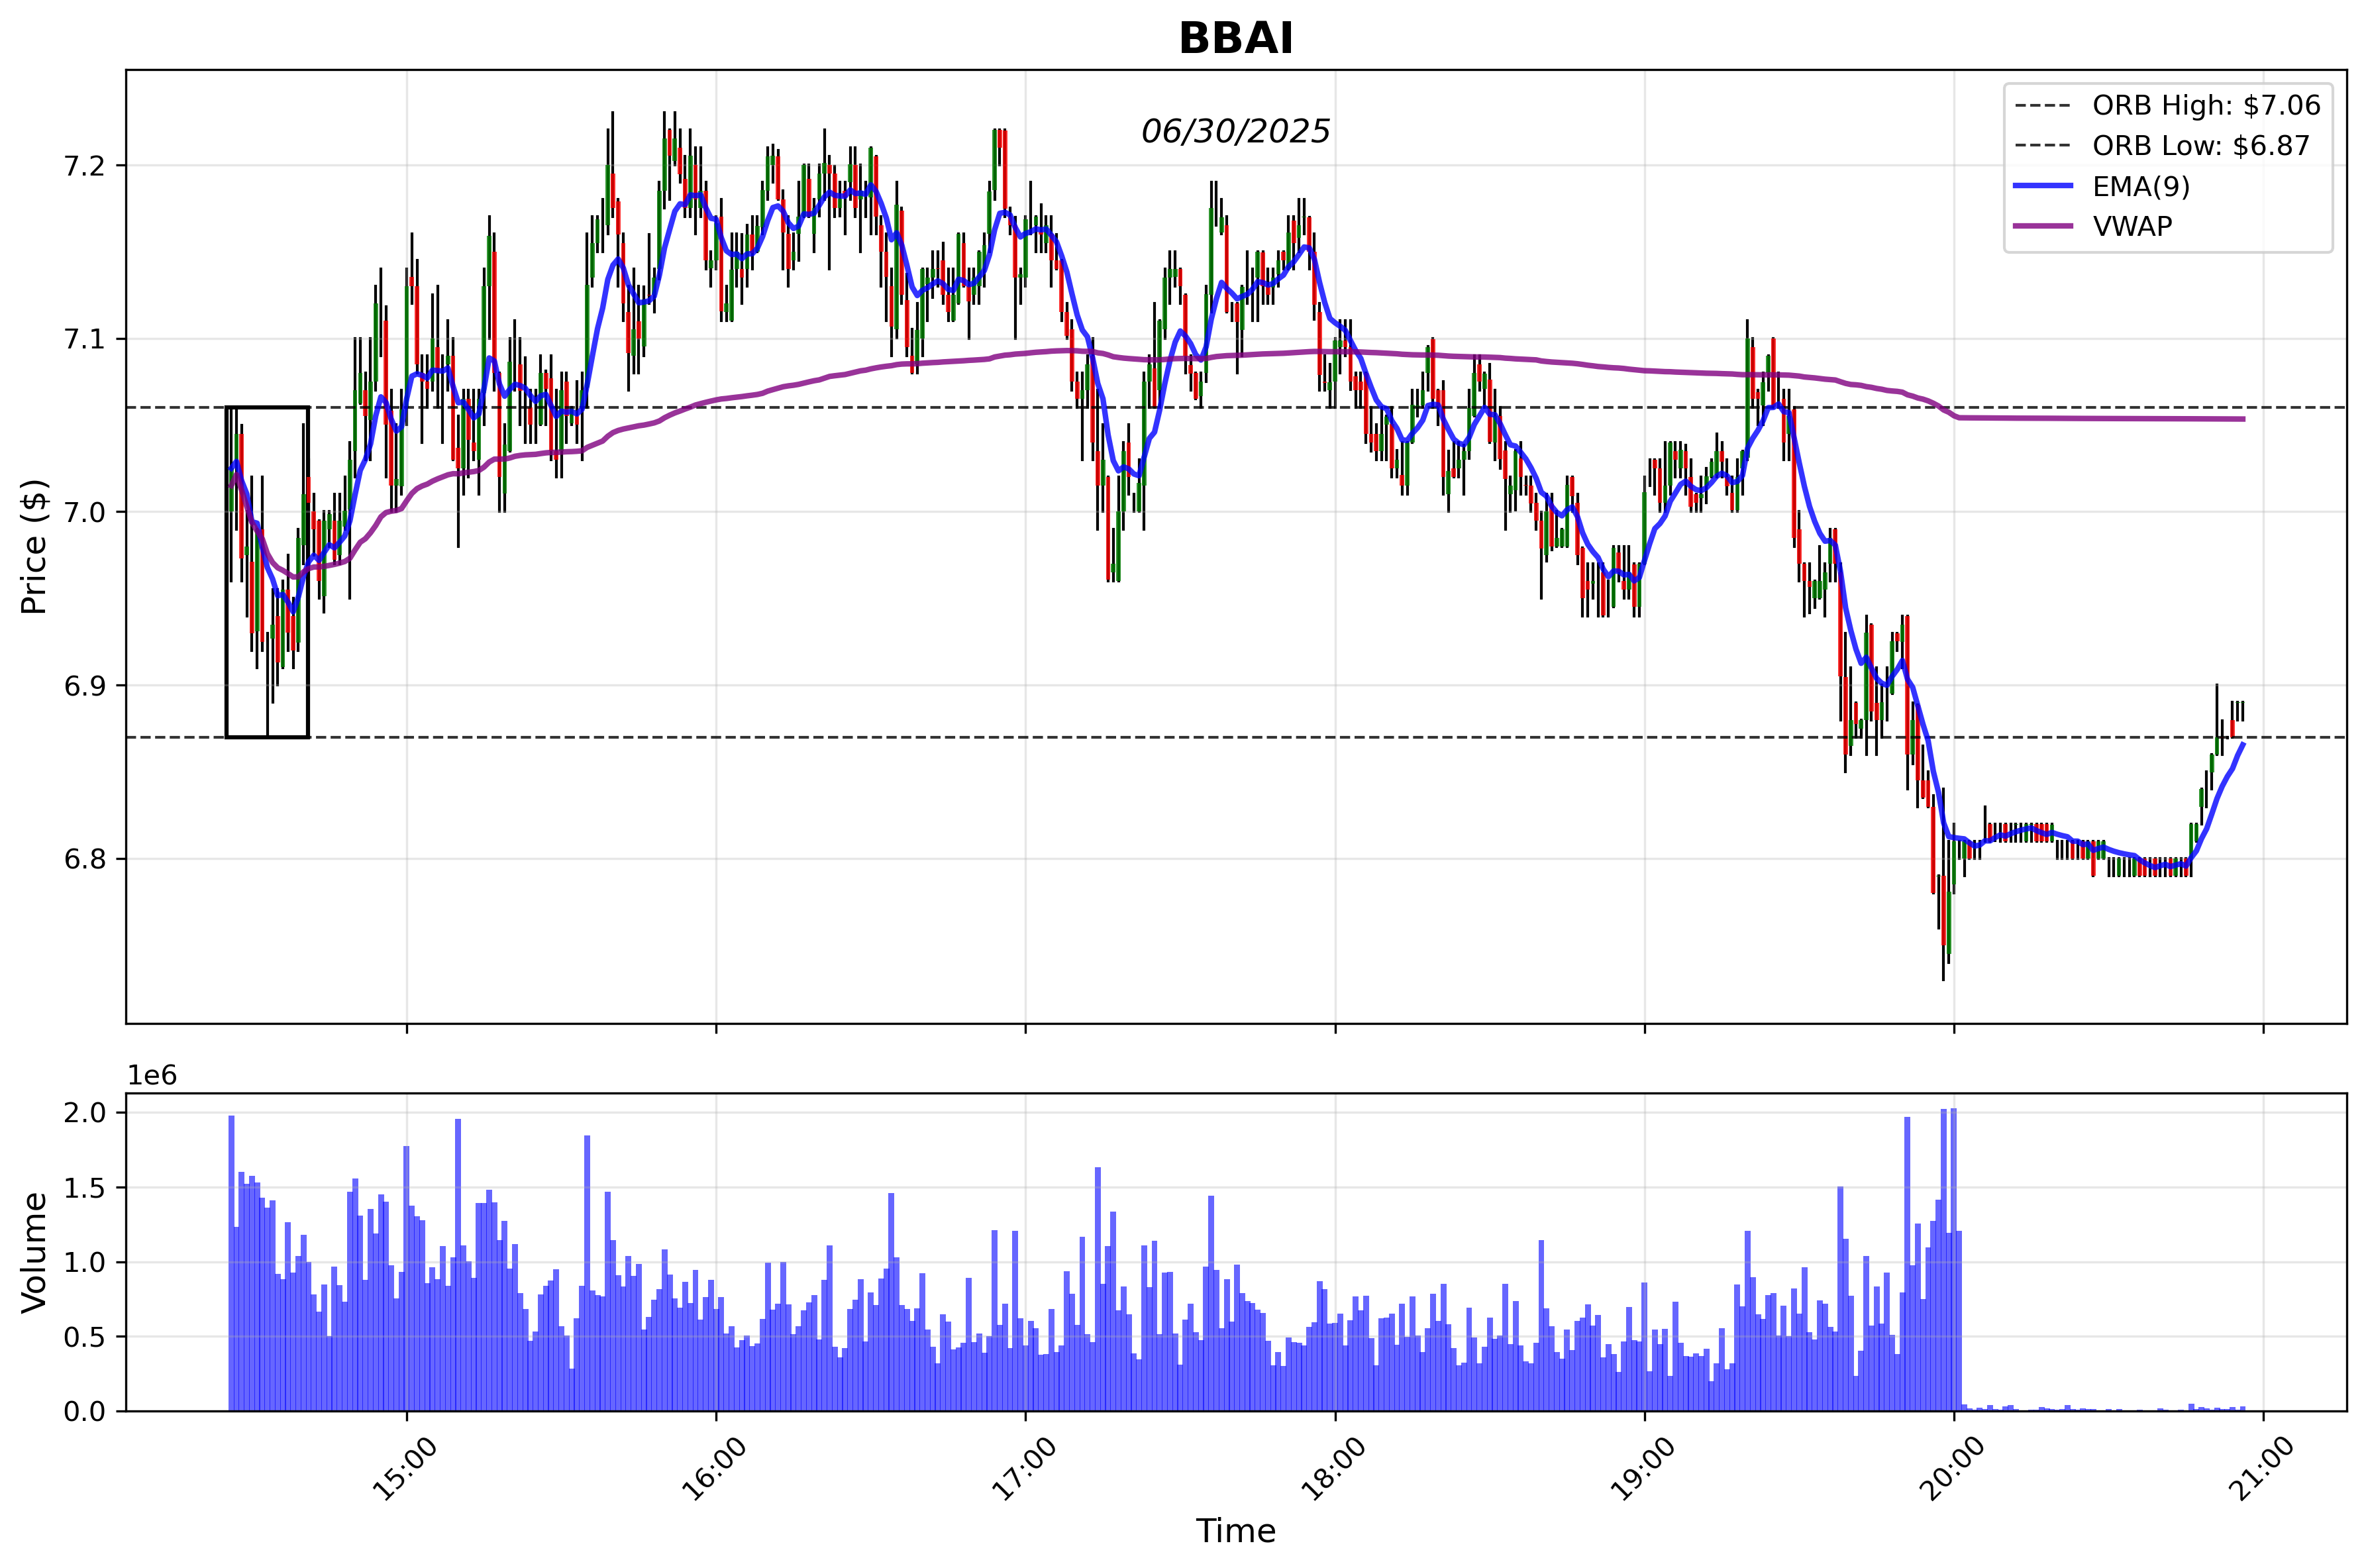 BBAI
06/30/2025
ORB High: $7.06
ORB Low: $6.87
EMA(9)
VWAP
Price ($)
7.2
7.1
7.0
6.9
6.8
1e6
Volume
2.0
1.5
1.0
0.5
0.0
15:00
16:00
17:00
18:00
19:00
20:00
21:00
Time